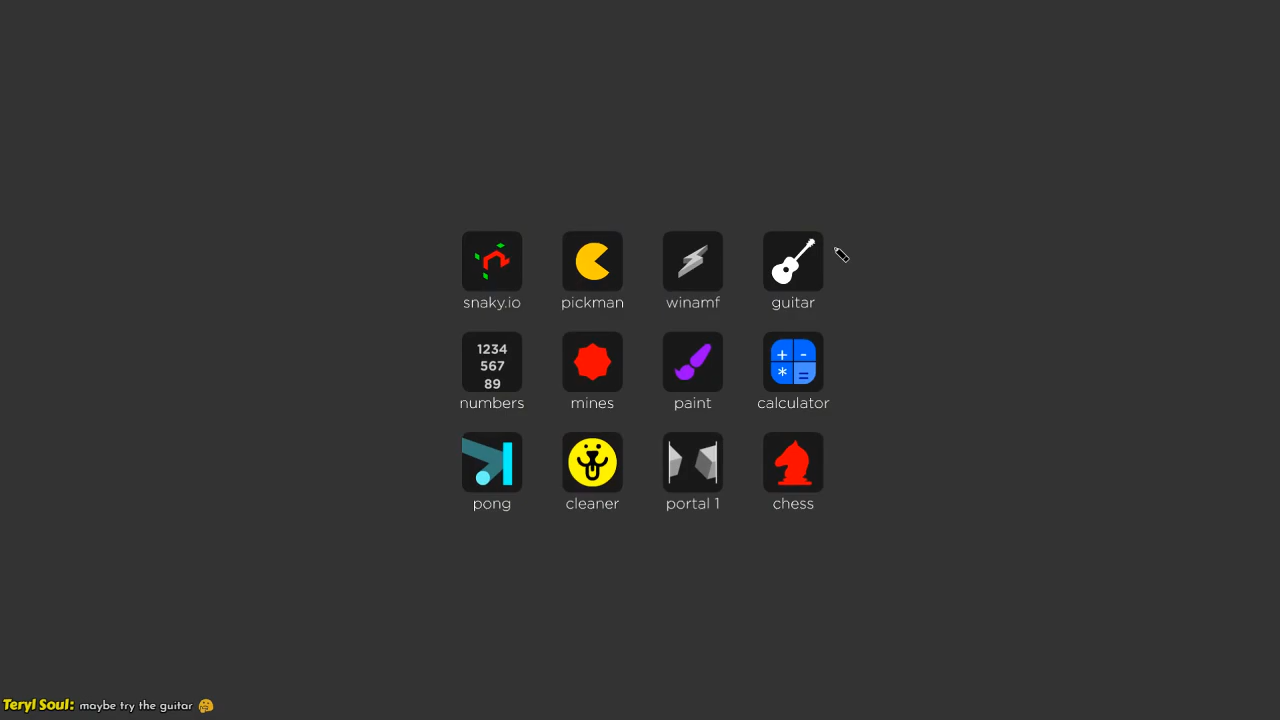 snaky.io pickman winamf guitar
1234
567
89
+ -
* =
numbers mines paint calculator
pong cleaner portal 1 chess
Teryl Soul: maybe try the guitar 🤔